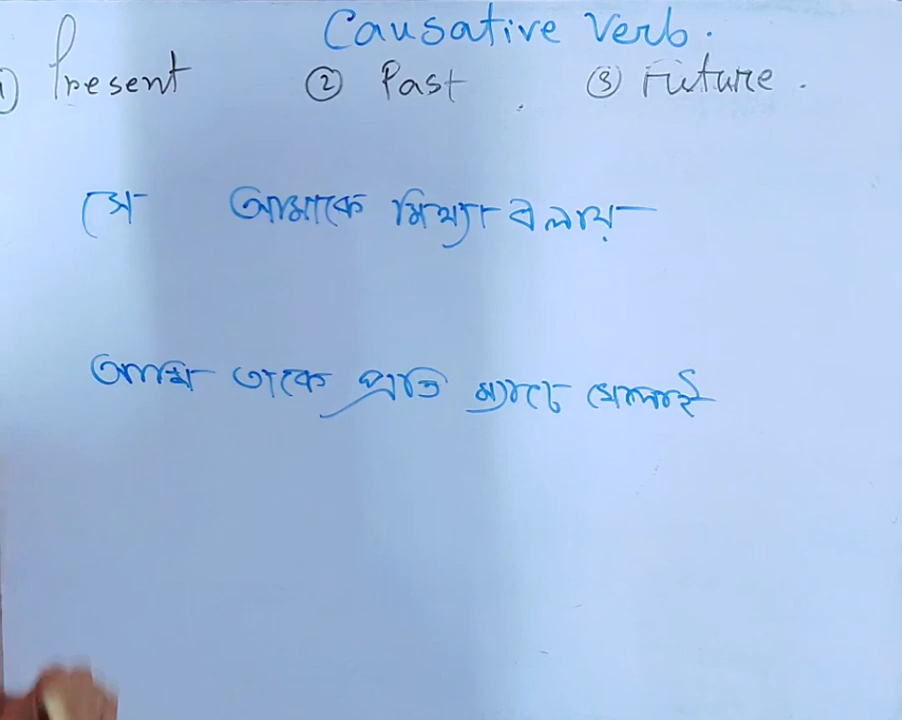 Causative Verb.
1) Present ② Past ③ Future.
সে আমাকে মিথ্যা বলায়
আমি তাকে প্রতি ম্যাচে খেলাই